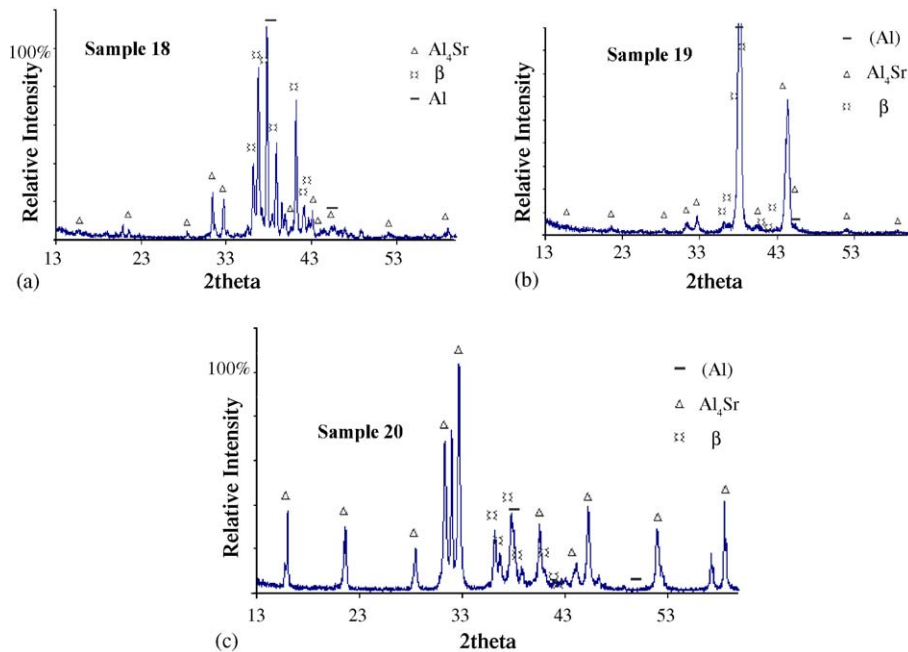 100%
Sample 18
△ Al₄Sr
¤ β
– Al
Relative Intensity
13 23 33 43 53
2theta
(a)
Sample 19
– (Al)
△ Al₄Sr
¤ β
Relative Intensity
13 23 33 43 53
2theta
(b)
100%
Sample 20
– (Al)
△ Al₄Sr
¤ β
Relative Intensity
13 23 33 43 53
2theta
(c)